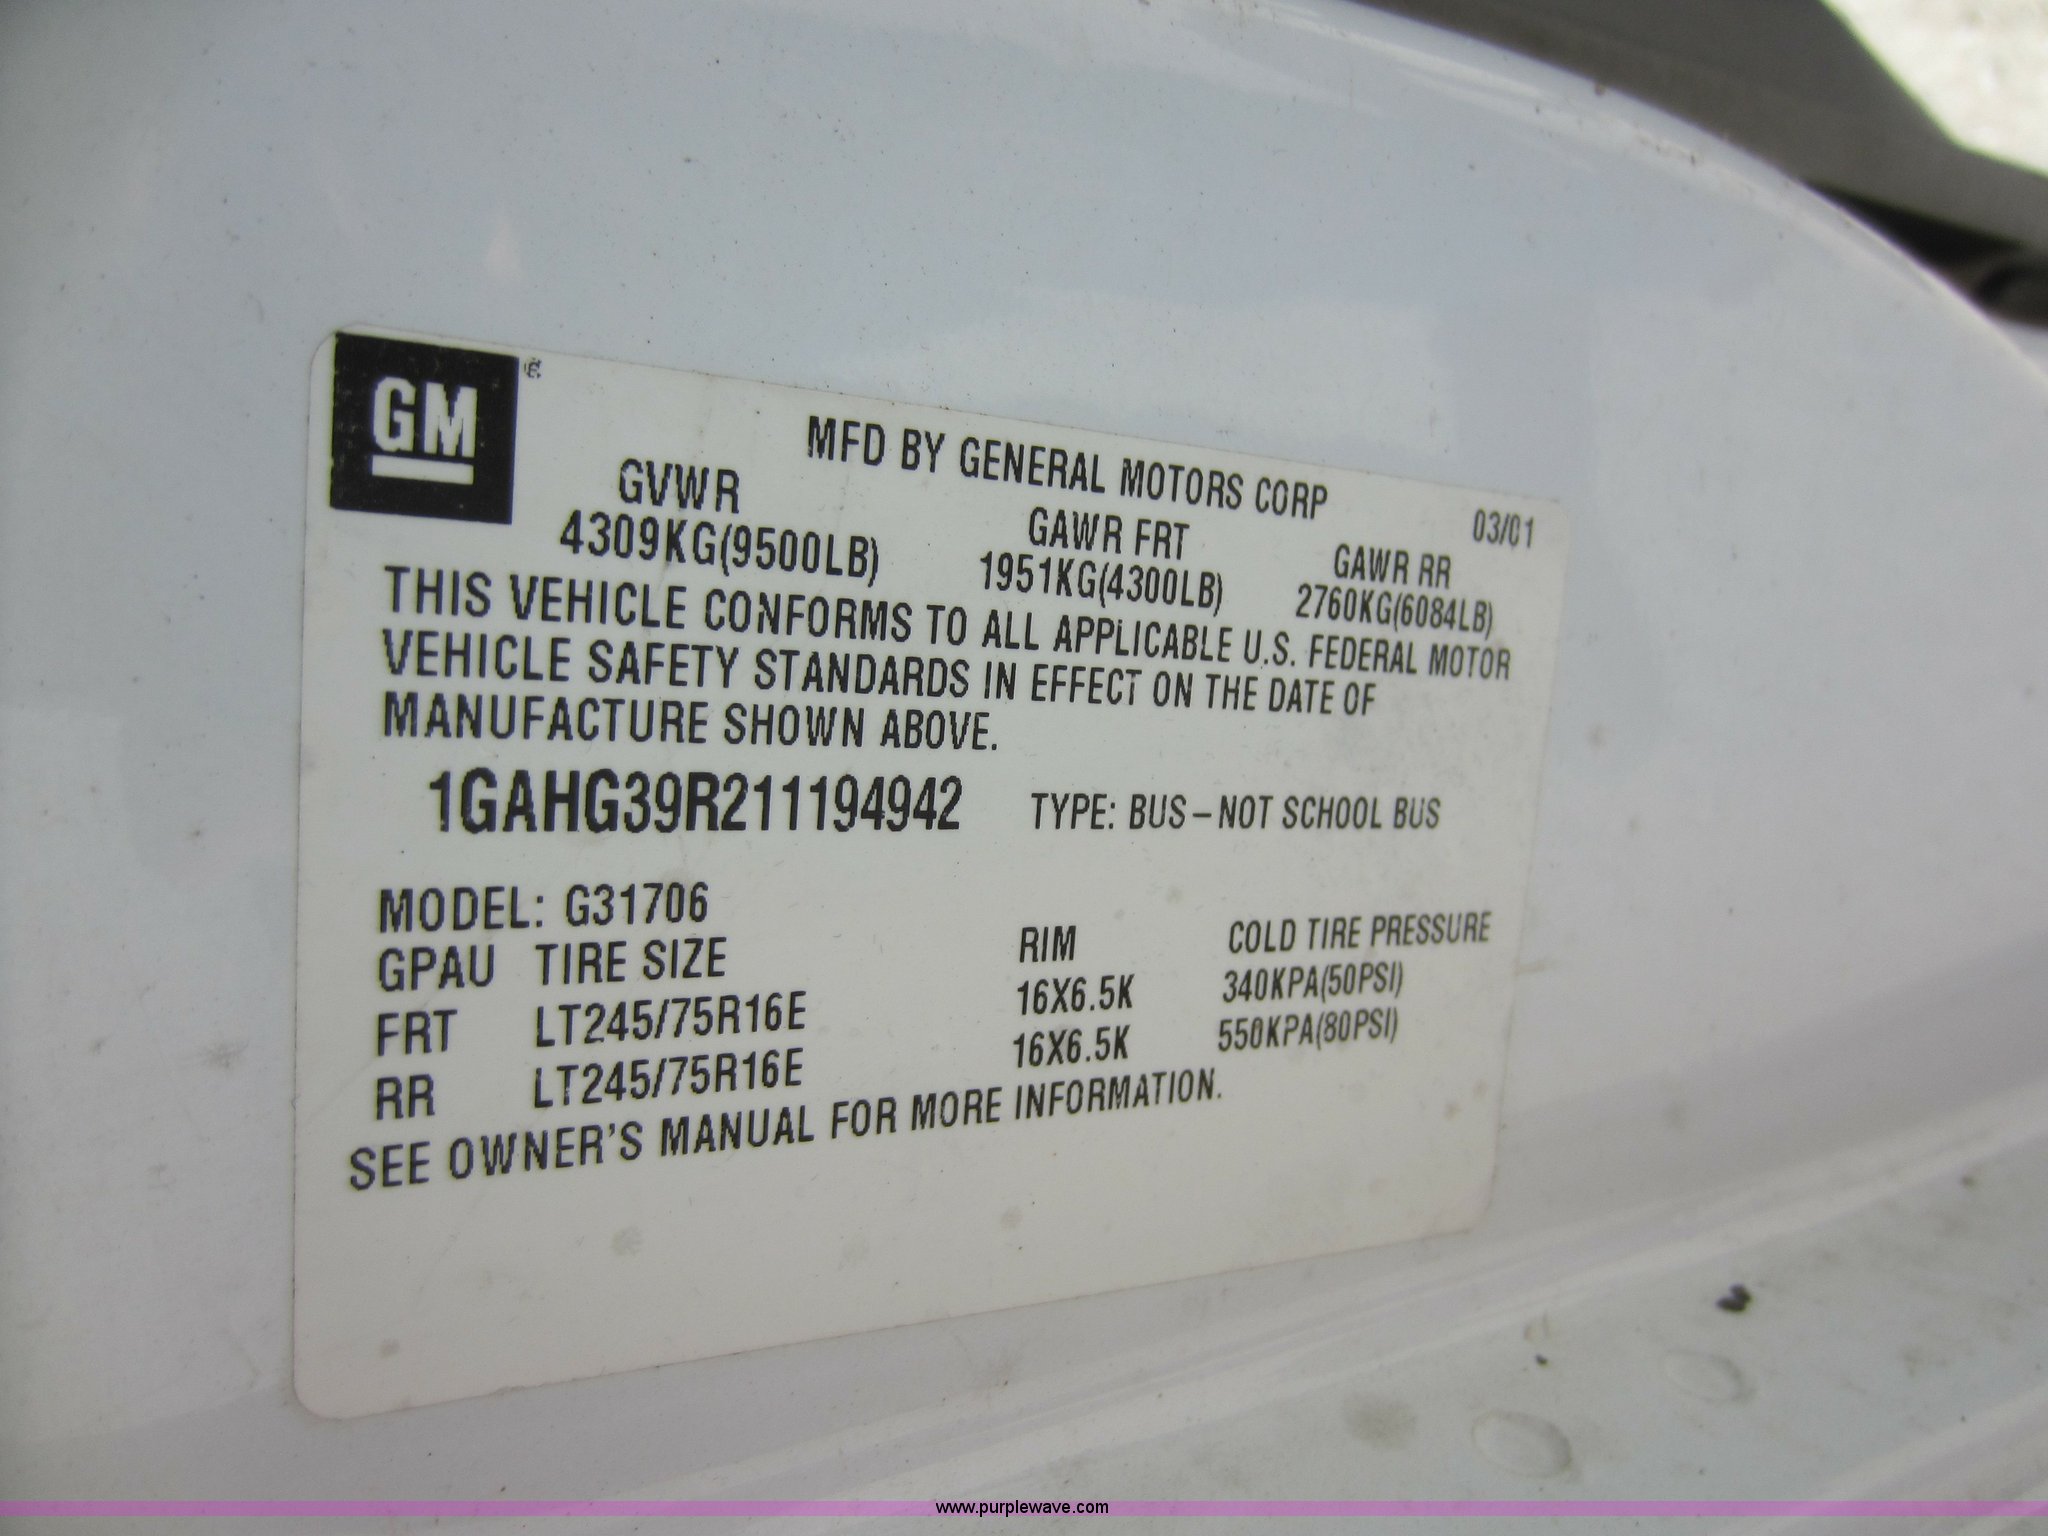 GM
MFD BY GENERAL MOTORS CORP
03/01
GVWR GAWR FRT GAWR RR
4309KG(9500LB) 1951KG(4300LB) 2760KG(6084LB)
THIS VEHICLE CONFORMS TO ALL APPLICABLE U.S. FEDERAL MOTOR
VEHICLE SAFETY STANDARDS IN EFFECT ON THE DATE OF
MANUFACTURE SHOWN ABOVE.
1GAHG39R211194942 TYPE: BUS – NOT SCHOOL BUS
MODEL: G31706
GPAU TIRE SIZE RIM COLD TIRE PRESSURE
FRT LT245/75R16E 16X6.5K 340KPA(50PSI)
RR LT245/75R16E 16X6.5K 550KPA(80PSI)
SEE OWNER'S MANUAL FOR MORE INFORMATION.
www.purplewave.com